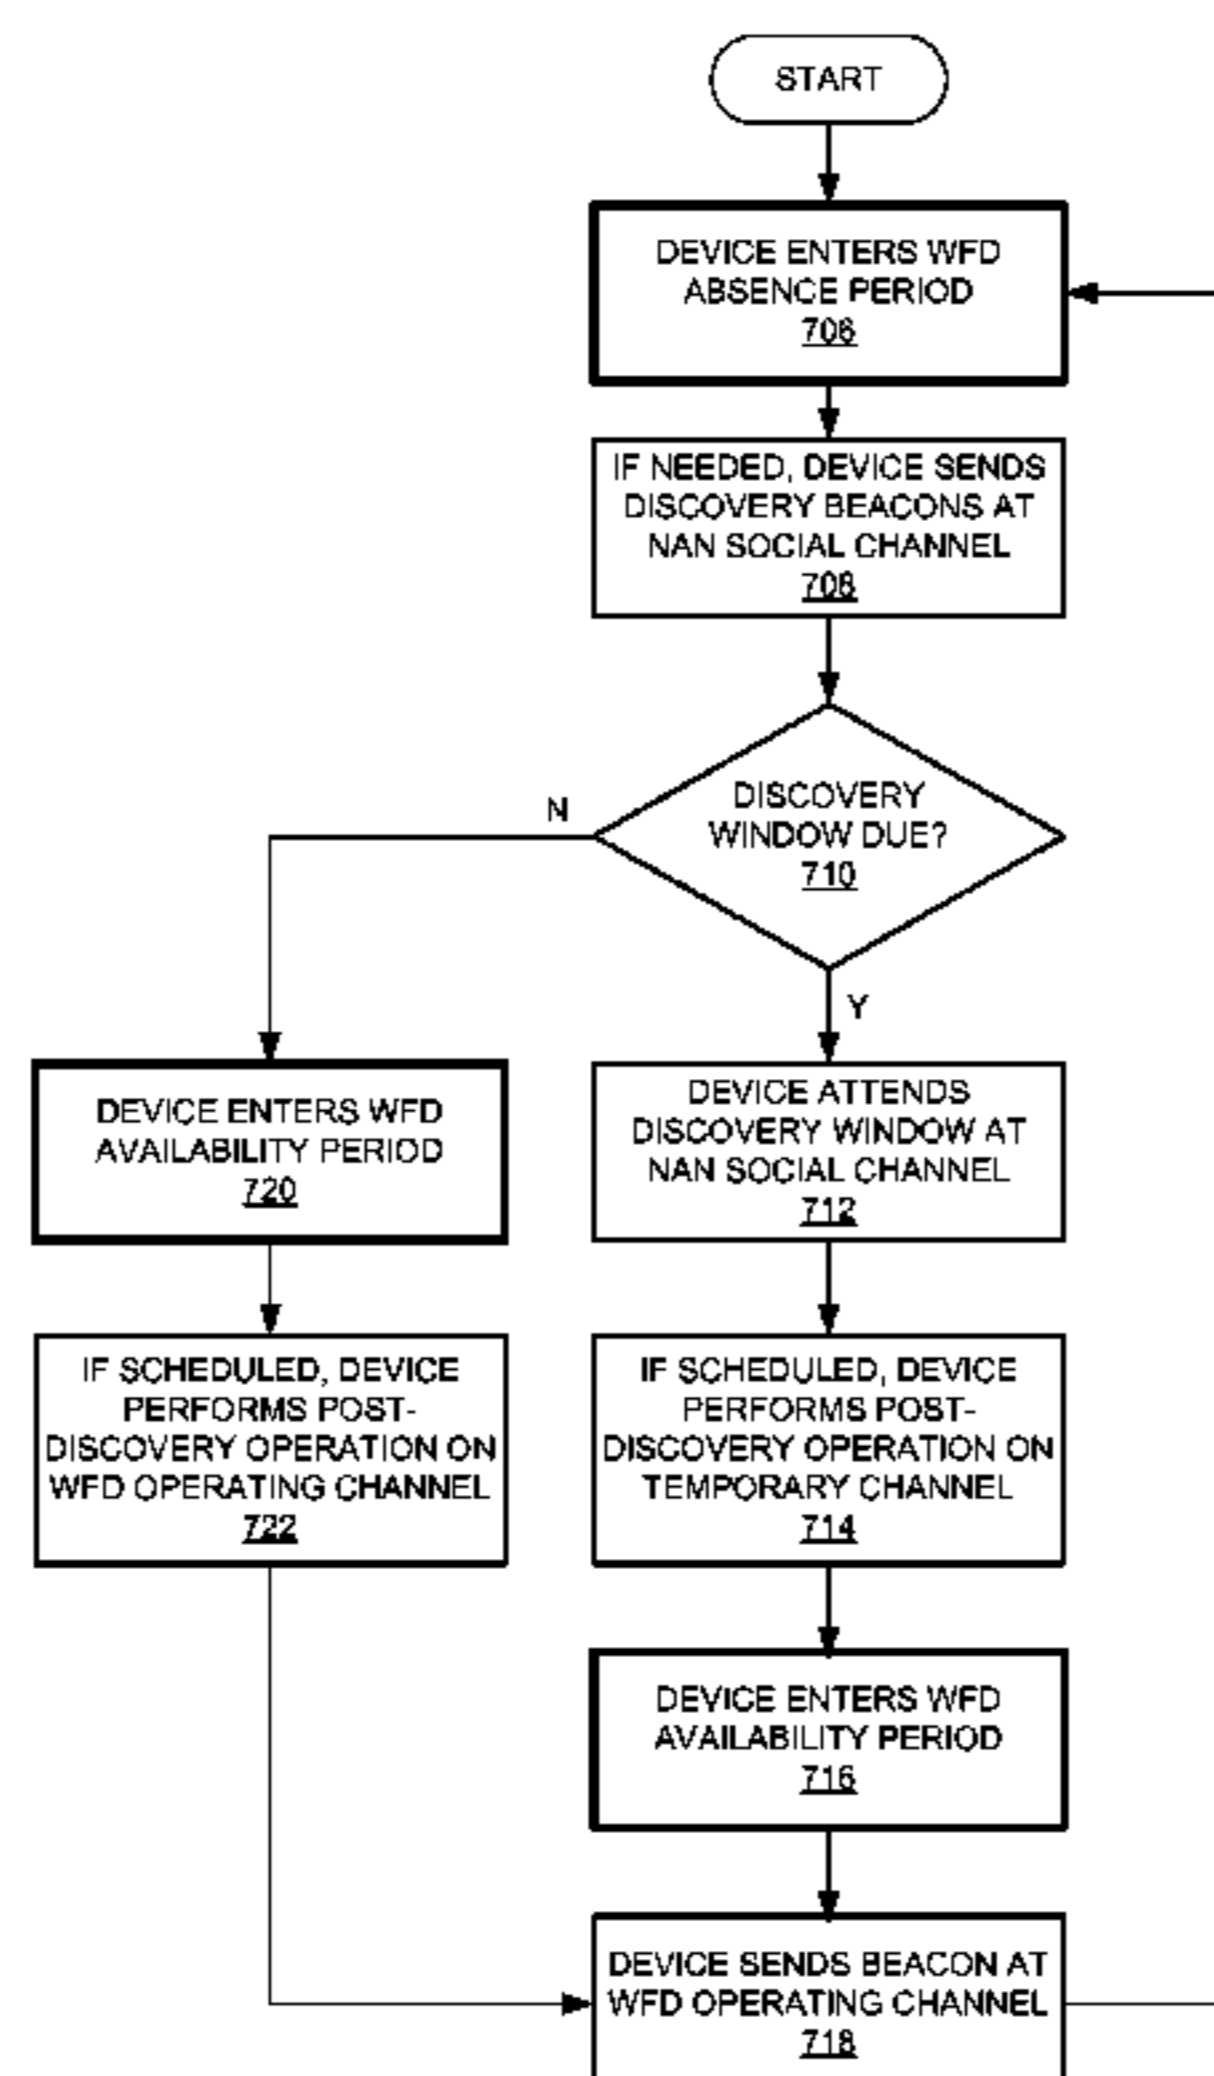 START
DEVICE ENTERS WFD
ABSENCE PERIOD
706
IF NEEDED, DEVICE SENDS
DISCOVERY BEACONS AT
NAN SOCIAL CHANNEL
708
DISCOVERY
WINDOW DUE?
710
N
Y
DEVICE ENTERS WFD
AVAILABILITY PERIOD
720
DEVICE ATTENDS
DISCOVERY WINDOW AT
NAN SOCIAL CHANNEL
712
IF SCHEDULED, DEVICE
PERFORMS POST-
DISCOVERY OPERATION ON
WFD OPERATING CHANNEL
722
IF SCHEDULED, DEVICE
PERFORMS POST-
DISCOVERY OPERATION ON
TEMPORARY CHANNEL
714
DEVICE ENTERS WFD
AVAILABILITY PERIOD
716
DEVICE SENDS BEACON AT
WFD OPERATING CHANNEL
718